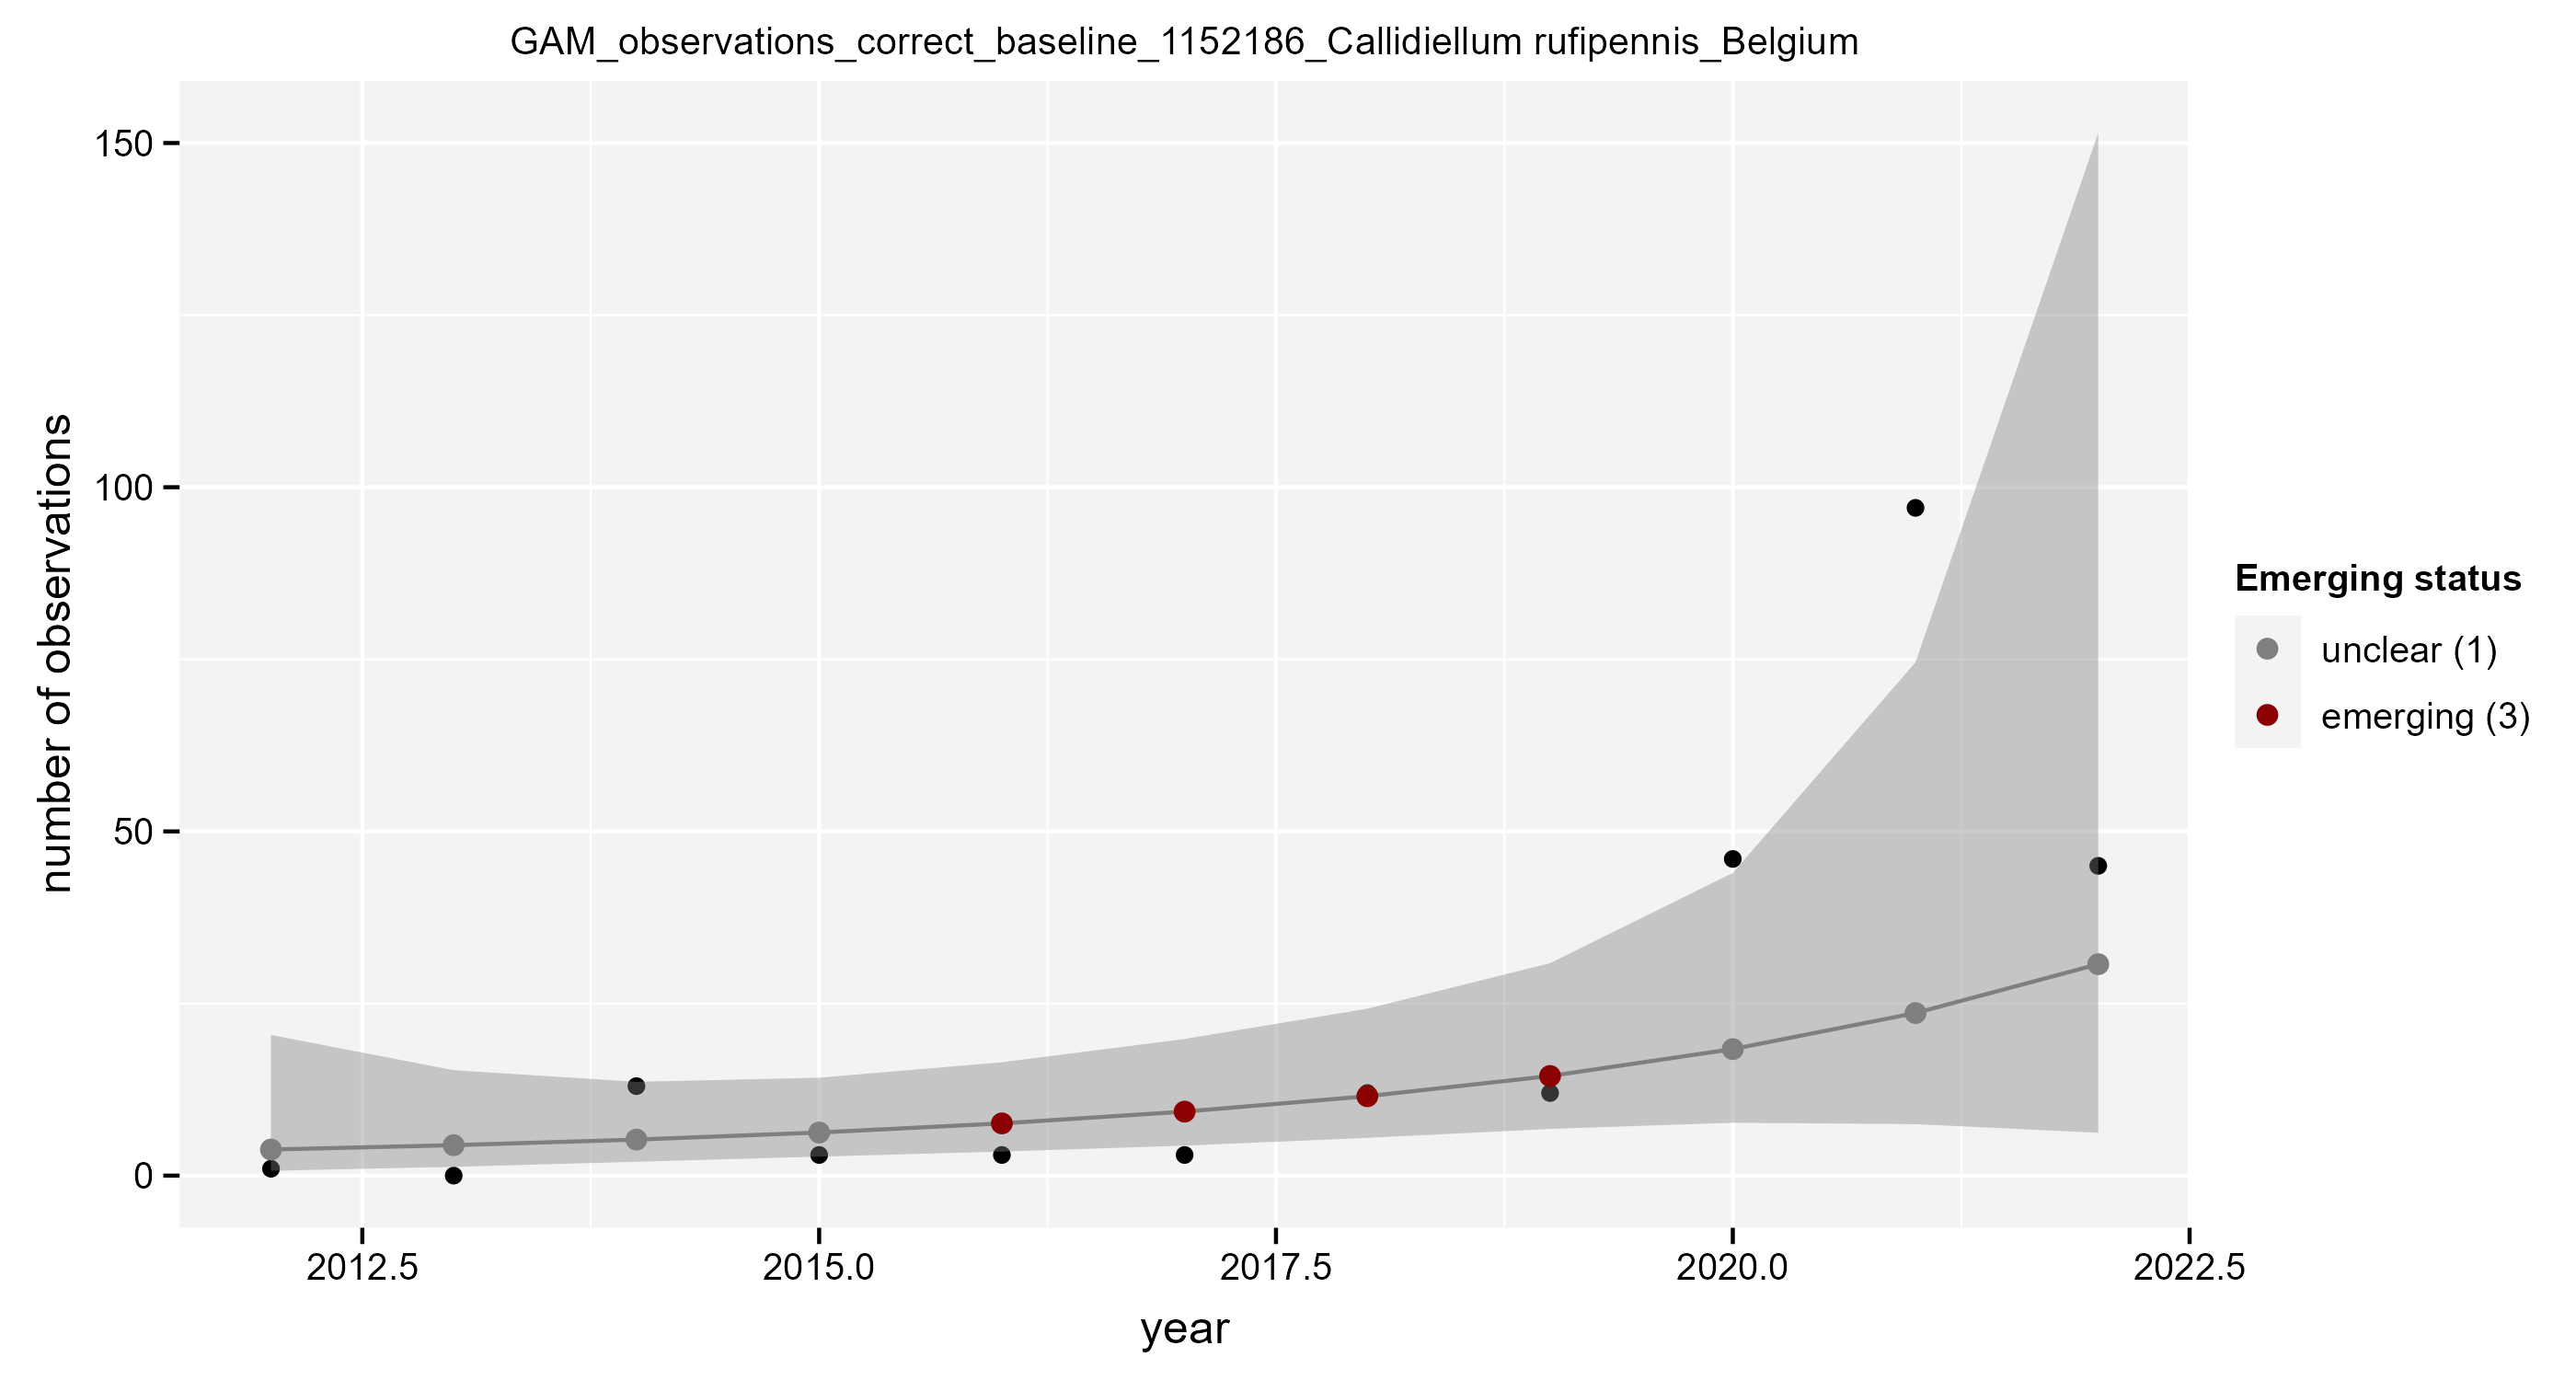 GAM_observations_correct_baseline_1152186_Callidiellum rufipennis_Belgium
150
100
50
0
number of observations
2012.5 2015.0 2017.5 2020.0 2022.5
year
Emerging status
unclear (1)
emerging (3)